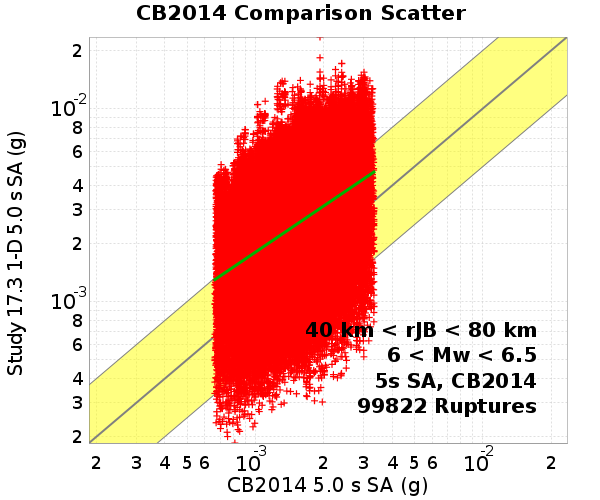 CB2014 Comparison Scatter
Study 17.3 1-D 5.0 s SA (g)
2
10⁻²
8
6
4
3
2
10⁻³
8
6
4
3
2
40 km < rJB < 80 km
6 < Mw < 6.5
5s SA, CB2014
99822 Ruptures
2 3 4 5 6 10⁻³ 2 3 4 5 6 10⁻² 2
CB2014 5.0 s SA (g)